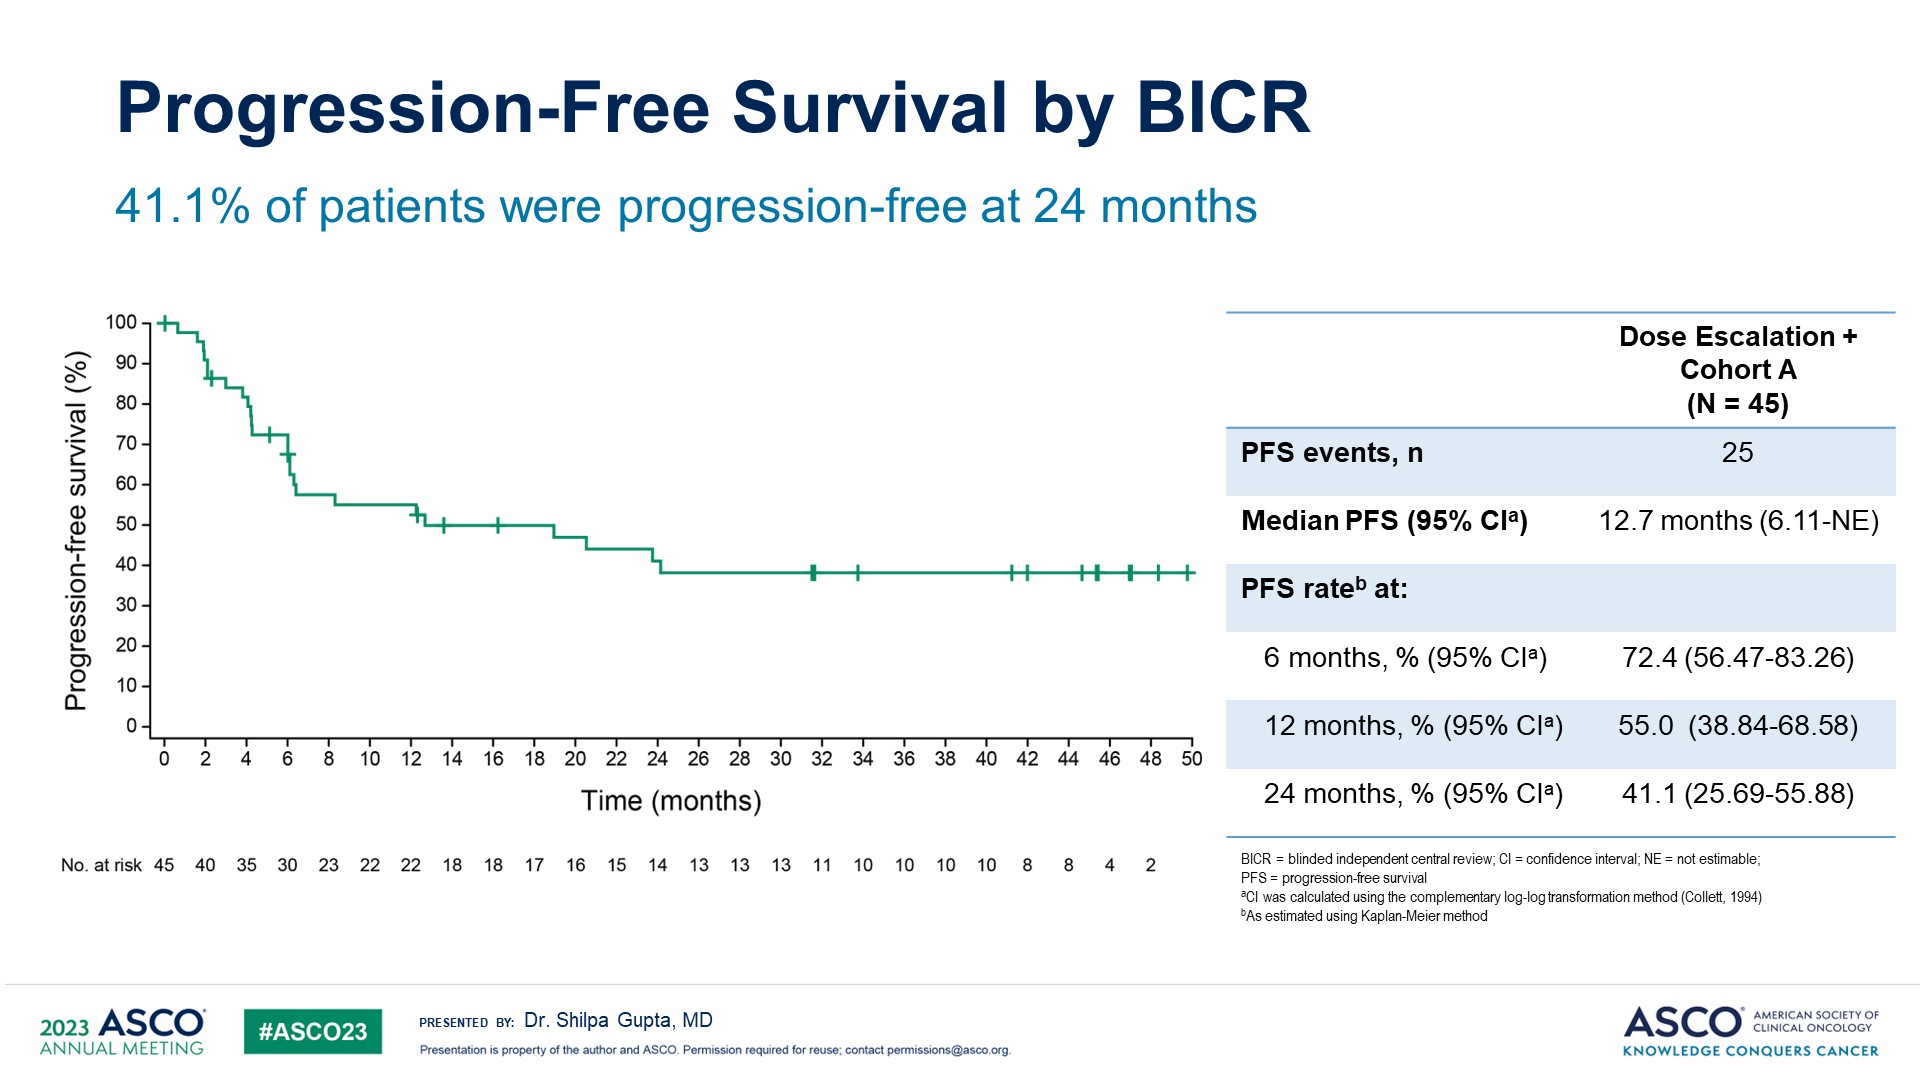 Progression-Free Survival by BICR
41.1% of patients were progression-free at 24 months
Progression-free survival (%)
100
90
80
70
60
50
40
30
20
10
0
0 2 4 6 8 10 12 14 16 18 20 22 24 26 28 30 32 34 36 38 40 42 44 46 48 50
Time (months)
No. at risk 45 40 35 30 23 22 22 18 18 17 16 15 14 13 13 13 11 10 10 10 10 8 8 4 2
Dose Escalation +
Cohort A
(N = 45)
PFS events, n 25
Median PFS (95% CIᵃ) 12.7 months (6.11-NE)
PFS rateᵇ at:
6 months, % (95% CIᵃ) 72.4 (56.47-83.26)
12 months, % (95% CIᵃ) 55.0 (38.84-68.58)
24 months, % (95% CIᵃ) 41.1 (25.69-55.88)
BICR = blinded independent central review; CI = confidence interval; NE = not estimable;
PFS = progression-free survival
ᵃCI was calculated using the complementary log-log transformation method (Collett, 1994)
ᵇAs estimated using Kaplan-Meier method
2023 ASCO®
ANNUAL MEETING
#ASCO23
PRESENTED BY: Dr. Shilpa Gupta, MD
Presentation is property of the author and ASCO. Permission required for reuse; contact permissions@asco.org.
ASCO® AMERICAN SOCIETY OF
CLINICAL ONCOLOGY
KNOWLEDGE CONQUERS CANCER